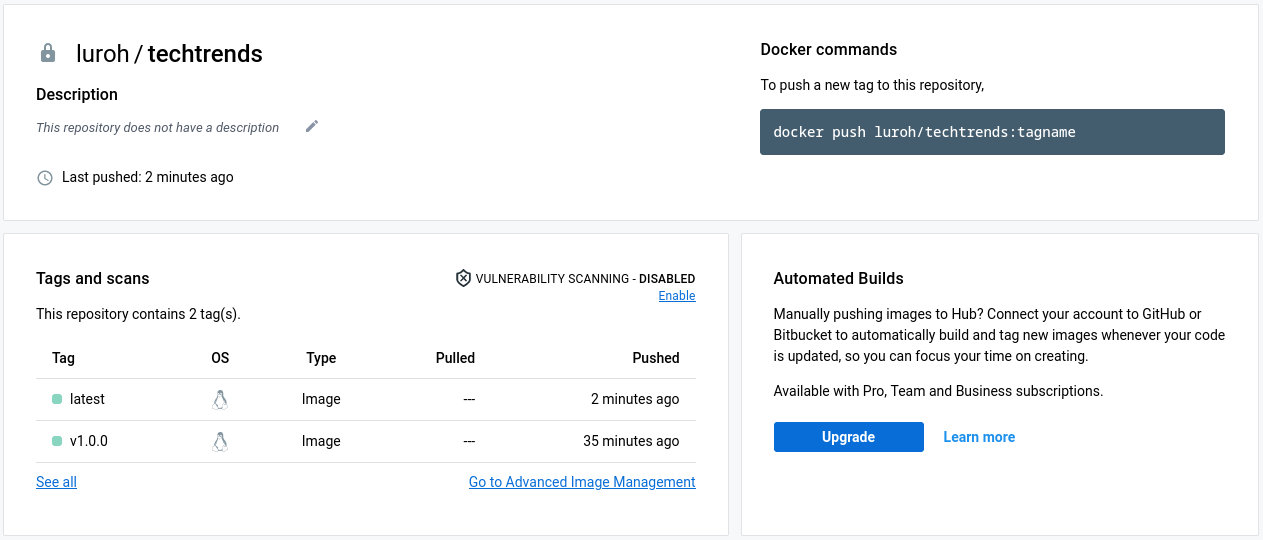 luroh / techtrends
Description
This repository does not have a description
Last pushed: 2 minutes ago
Docker commands
To push a new tag to this repository,
docker push luroh/techtrends:tagname
Tags and scans
VULNERABILITY SCANNING - DISABLED
Enable
This repository contains 2 tag(s).
Tag OS Type Pulled Pushed
latest Image --- 2 minutes ago
v1.0.0 Image --- 35 minutes ago
See all Go to Advanced Image Management
Automated Builds
Manually pushing images to Hub? Connect your account to GitHub or
Bitbucket to automatically build and tag new images whenever your code
is updated, so you can focus your time on creating.
Available with Pro, Team and Business subscriptions.
Upgrade Learn more